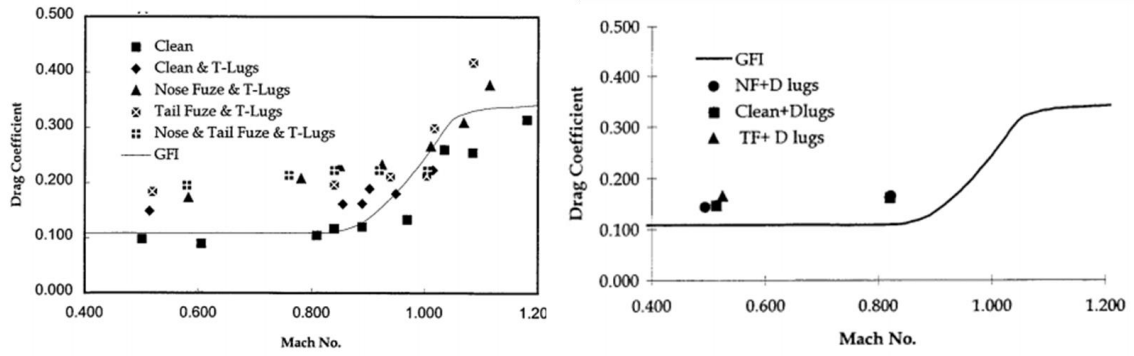 0.500
0.400
0.300
0.200
0.100
0.000
Drag Coefficient
Clean
Clean & T-Lugs
Nose Fuze & T-Lugs
Tail Fuze & T-Lugs
Nose & Tail Fuze & T-Lugs
GFI
0.400
0.600
0.800
1.000
1.20
Mach No.
0.500
0.400
0.300
0.200
0.100
0.000
Drag Coefficient
GFI
NF+D lugs
Clean+Dlugs
TF+ D lugs
0.400
0.600
0.800
1.000
1.200
Mach No.